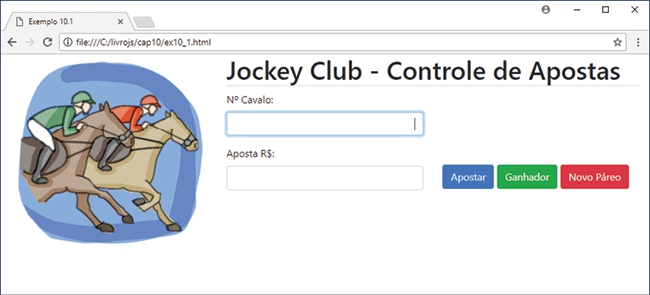 Exemplo 10.1
file:///C:/livrojs/cap10/ex10_1.html
Jockey Club - Controle de Apostas
Nº Cavalo:
Aposta R$:
Apostar
Ganhador
Novo Páreo